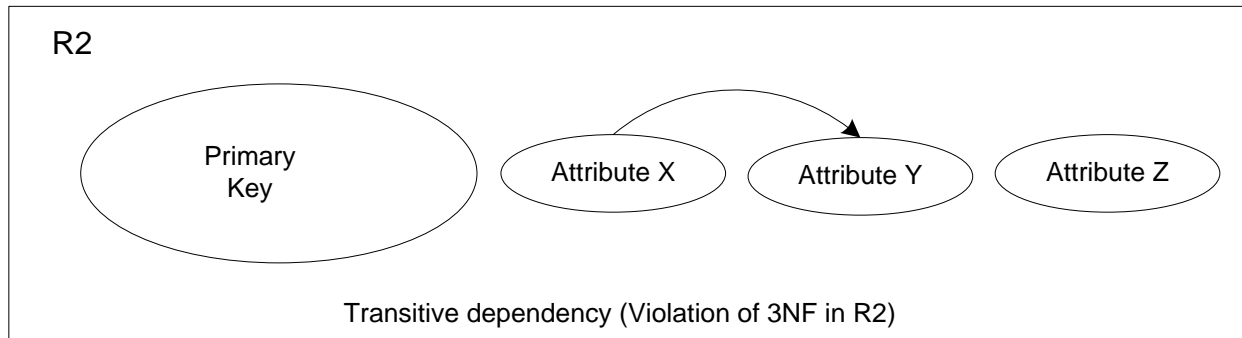 R2
Primary
Key
Attribute X
Attribute Y
Attribute Z
Transitive dependency (Violation of 3NF in R2)